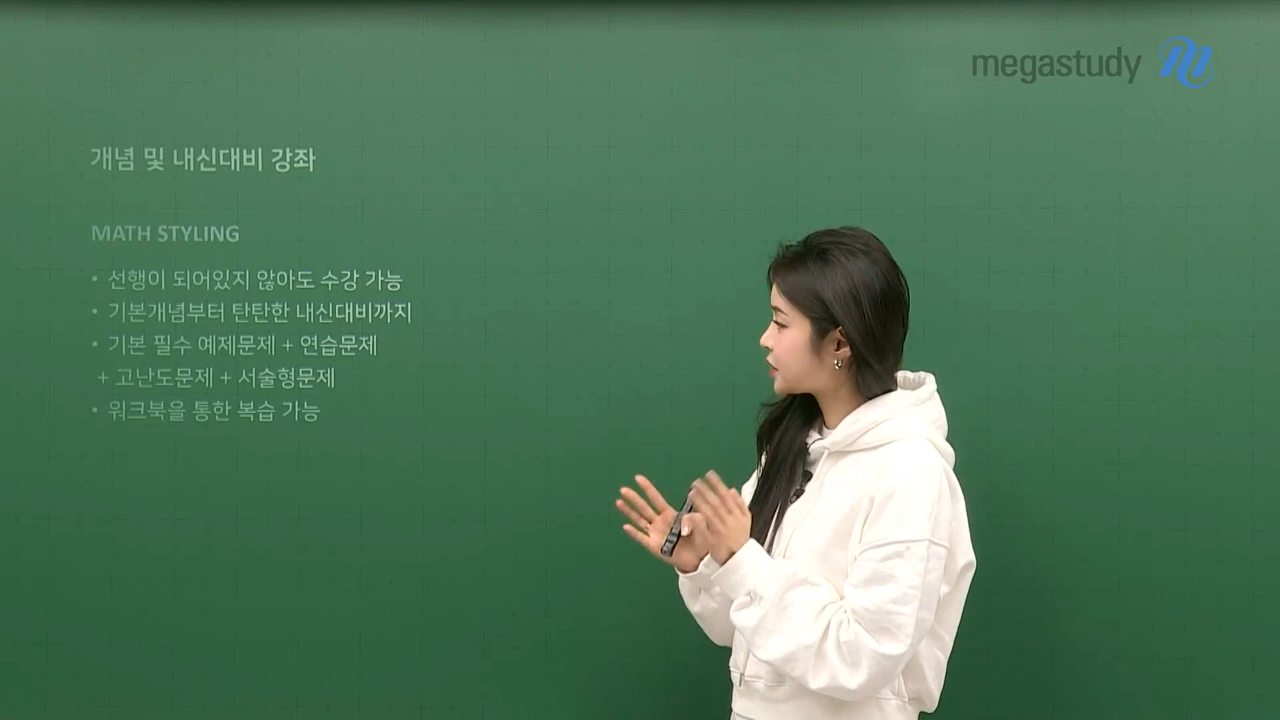 megastudy
개념 및 내신대비 강좌
MATH STYLING
• 선행이 되어있지 않아도 수강 가능
• 기본개념부터 탄탄한 내신대비까지
• 기본 필수 예제문제 + 연습문제
+ 고난도문제 + 서술형문제
• 워크북을 통한 복습 가능